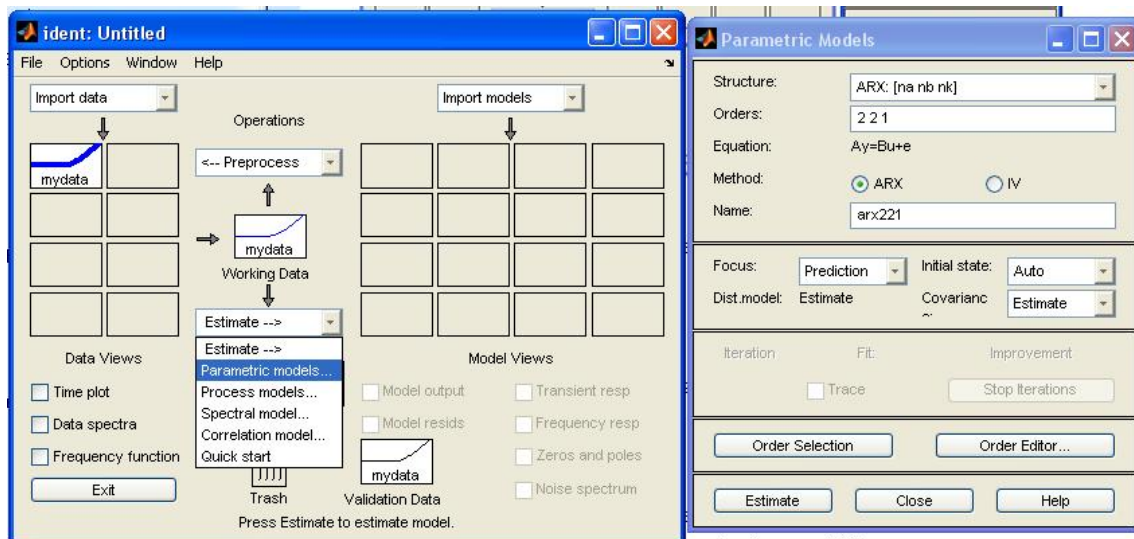 ident: Untitled
File Options Window Help
Import data
Import models
Operations
<-- Preprocess
mydata
mydata
Working Data
Estimate -->
Estimate -->
Parametric models...
Process models...
Spectral model...
Correlation model...
Quick start
Data Views
Time plot
Data spectra
Frequency function
Exit
Trash
Model Views
Model output
Transient resp
Model resids
Frequency resp
Zeros and poles
Noise spectrum
mydata
Validation Data
Press Estimate to estimate model.
Parametric Models
Structure: ARX: [na nb nk]
Orders: 2 2 1
Equation: Ay=Bu+e
Method: ARX IV
Name: arx221
Focus: Prediction Initial state: Auto
Dist.model: Estimate Covarianc Estimate
Iteration Fit: Improvement
Trace Stop Iterations
Order Selection Order Editor...
Estimate Close Help